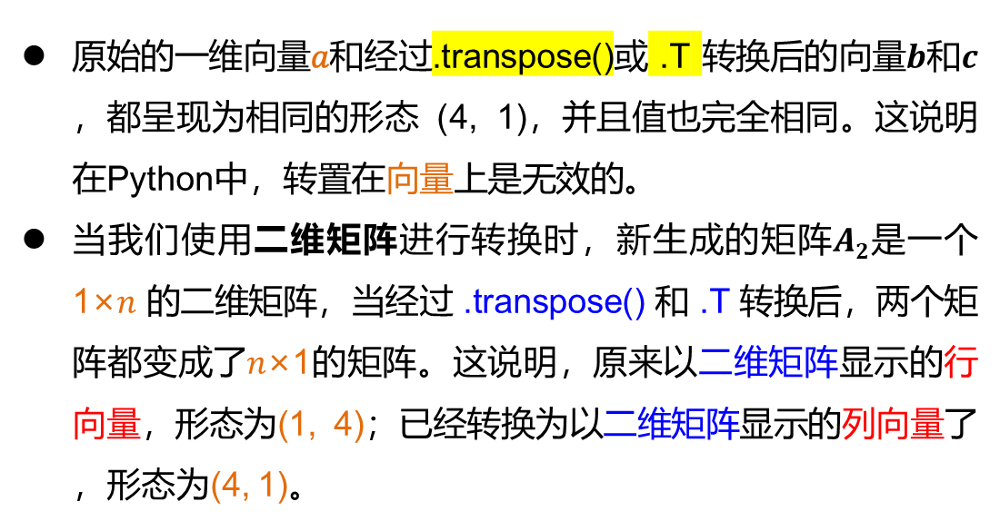 ● 原始的一维向量a和经过.transpose()或 .T 转换后的向量b和c
，都呈现为相同的形态 (4, 1)，并且值也完全相同。这说明
在Python中，转置在向量上是无效的。
● 当我们使用二维矩阵进行转换时，新生成的矩阵A₂是一个
1×n 的二维矩阵，当经过 .transpose() 和 .T 转换后，两个矩
阵都变成了n×1的矩阵。这说明，原来以二维矩阵显示的行
向量，形态为(1, 4)；已经转换为以二维矩阵显示的列向量了
，形态为(4, 1)。